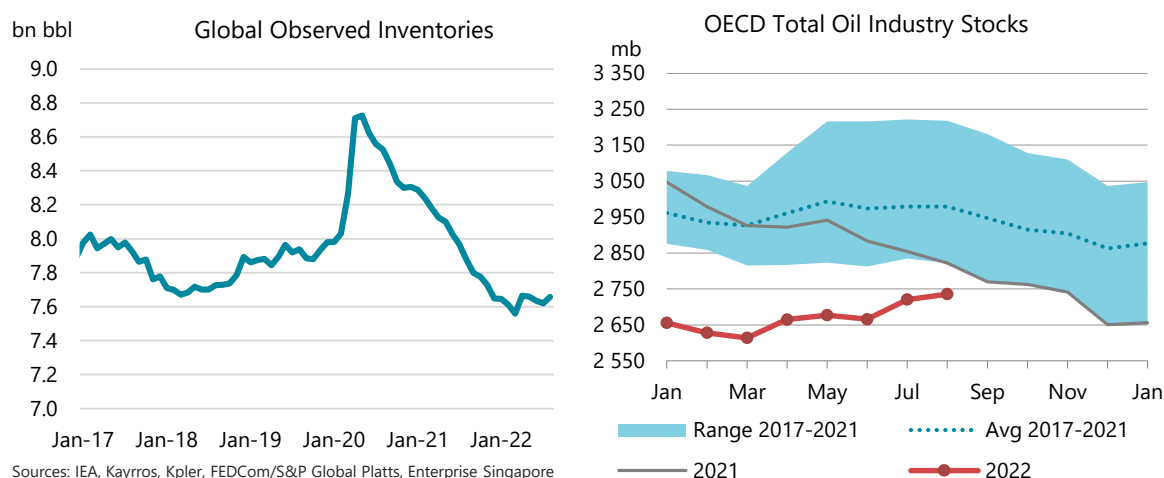 bn bbl
Global Observed Inventories
9.0
8.8
8.6
8.4
8.2
8.0
7.8
7.6
7.4
7.2
7.0
Jan-17 Jan-18 Jan-19 Jan-20 Jan-21 Jan-22
Sources: IEA, Kayrros, Kpler, FEDCom/S&P Global Platts, Enterprise Singapore
OECD Total Oil Industry Stocks
mb
3 350
3 250
3 150
3 050
2 950
2 850
2 750
2 650
2 550
Jan Mar May Jul Sep Nov Jan
Range 2017-2021 Avg 2017-2021
2021 2022